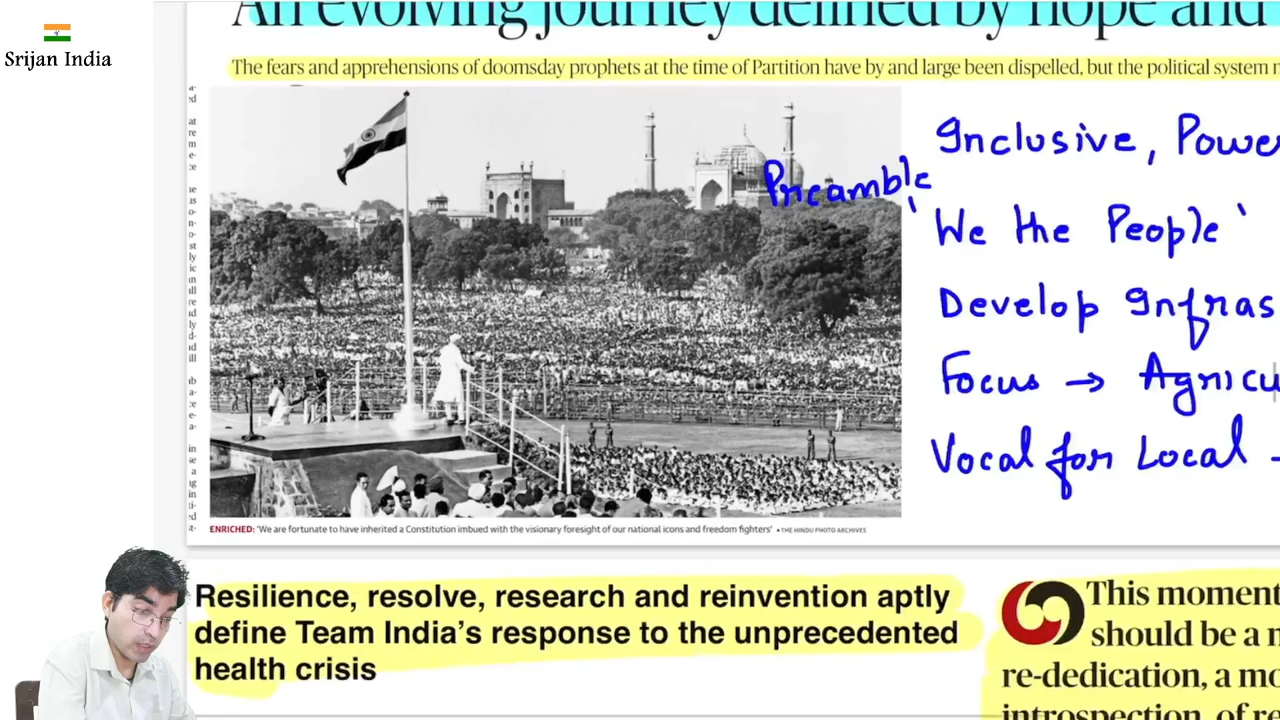 An evolving journey defined by hope and
Srijan India
The fears and apprehensions of doomsday prophets at the time of Partition have by and large been dispelled, but the political system
Inclusive,
Preamble
'We the People'
Develop
Focus →
Vocal for Local -
ENRICHED: 'We are fortunate to have inherited a Constitution imbued with the visionary foresight of our national icons and freedom fighters' • THE HINDU PHOTO ARCHIVES
Resilience, resolve, research and reinvention aptly
define Team India's response to the unprecedented
health crisis
This moment
should be a
re-dedication, a
introspection, of